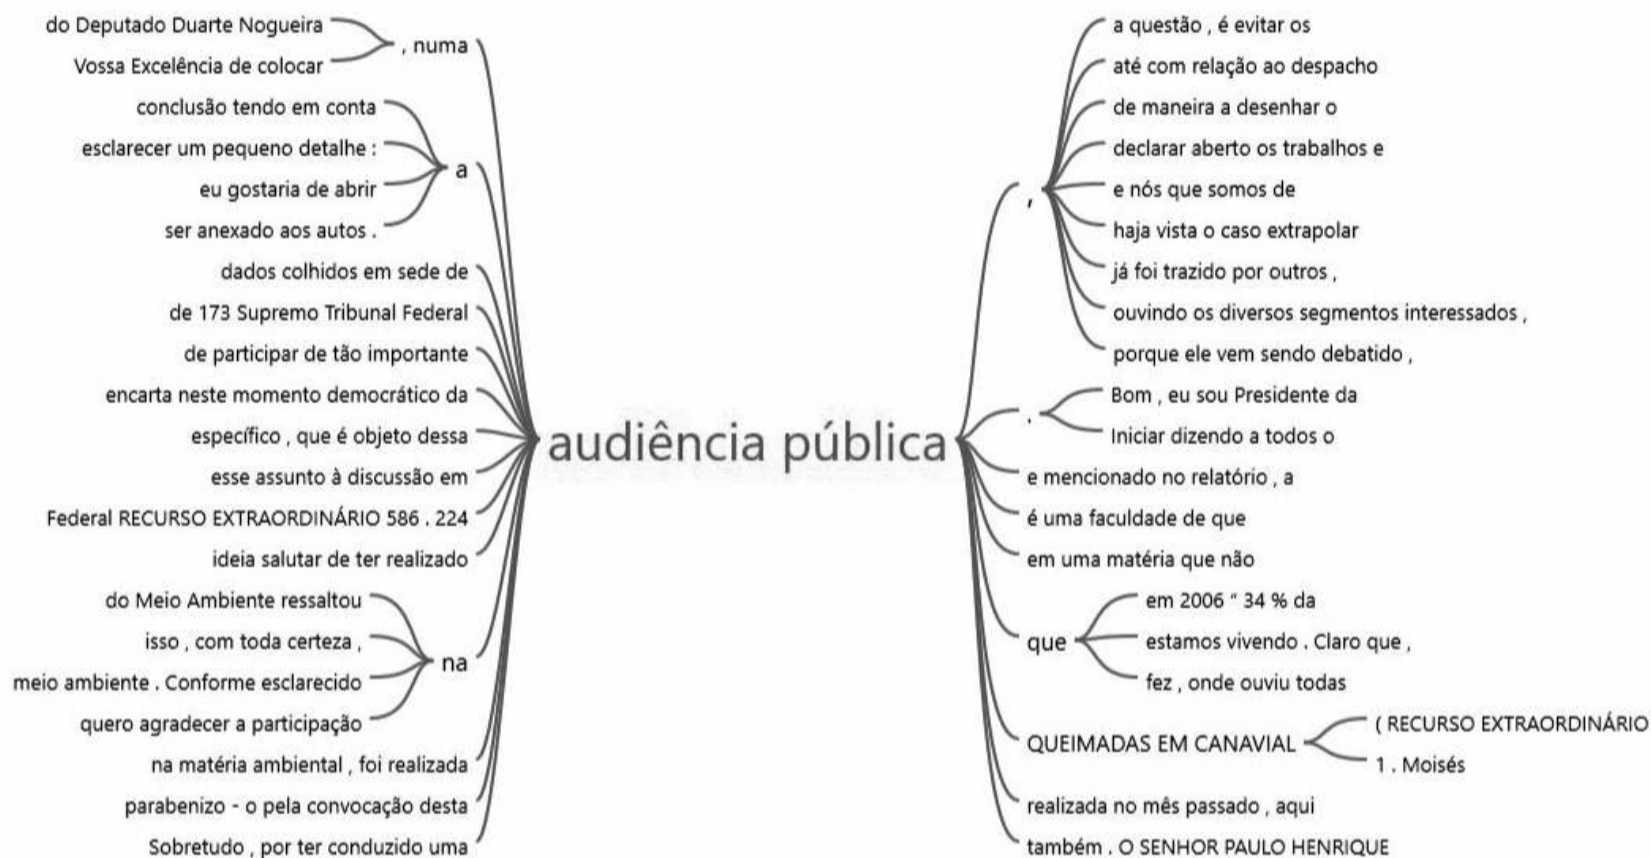 do Deputado Duarte Nogueira
Vossa Excelência de colocar
, numa
conclusão tendo em conta
esclarecer um pequeno detalhe :
eu gostaria de abrir
ser anexado aos autos .
a
dados colhidos em sede de
de 173 Supremo Tribunal Federal
de participar de tão importante
encarta neste momento democrático da
específico , que é objeto dessa
esse assunto à discussão em
Federal RECURSO EXTRAORDINÁRIO 586 . 224
ideia salutar de ter realizado
do Meio Ambiente ressaltou
isso , com toda certeza ,
meio ambiente . Conforme esclarecido
quero agradecer a participação
na
na matéria ambiental , foi realizada
parabenizo - o pela convocação desta
Sobretudo , por ter conduzido uma
audiência pública
,
a questão , é evitar os
até com relação ao despacho
de maneira a desenhar o
declarar aberto os trabalhos e
e nós que somos de
haja vista o caso extrapolar
já foi trazido por outros ,
ouvindo os diversos segmentos interessados ,
porque ele vem sendo debatido ,
.
Bom , eu sou Presidente da
Iniciar dizendo a todos o
e mencionado no relatório , a
é uma faculdade de que
em uma matéria que não
que
em 2006 “ 34 % da
estamos vivendo . Claro que ,
fez , onde ouviu todas
QUEIMADAS EM CANAVIAL
( RECURSO EXTRAORDINÁRIO
1 . Moisés
realizada no mês passado , aqui
também . O SENHOR PAULO HENRIQUE